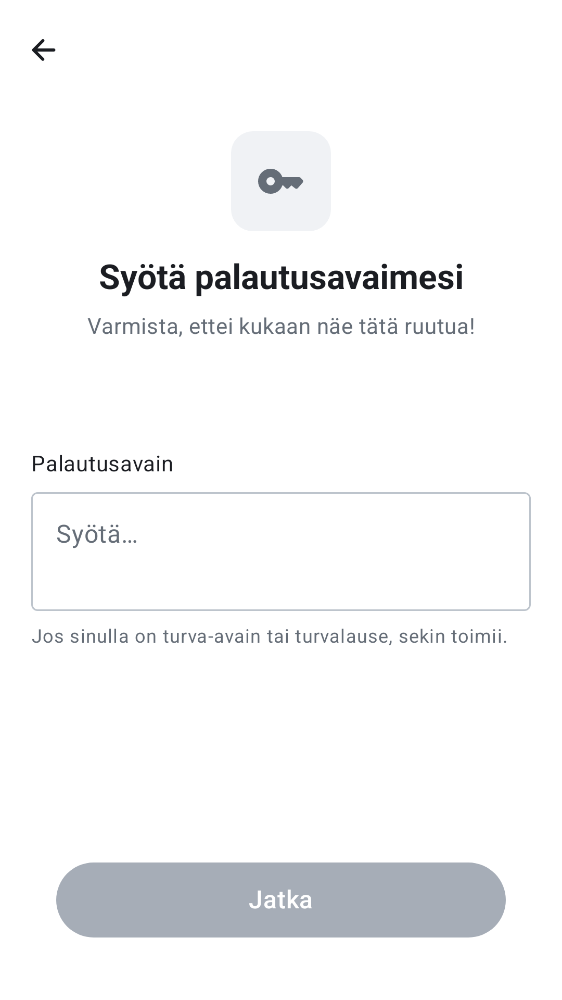 Syötä palautusavaimesi
Varmista, ettei kukaan näe tätä ruutua!
Palautusavain
Syötä…
Jos sinulla on turva-avain tai turvalause, sekin toimii.
Jatka